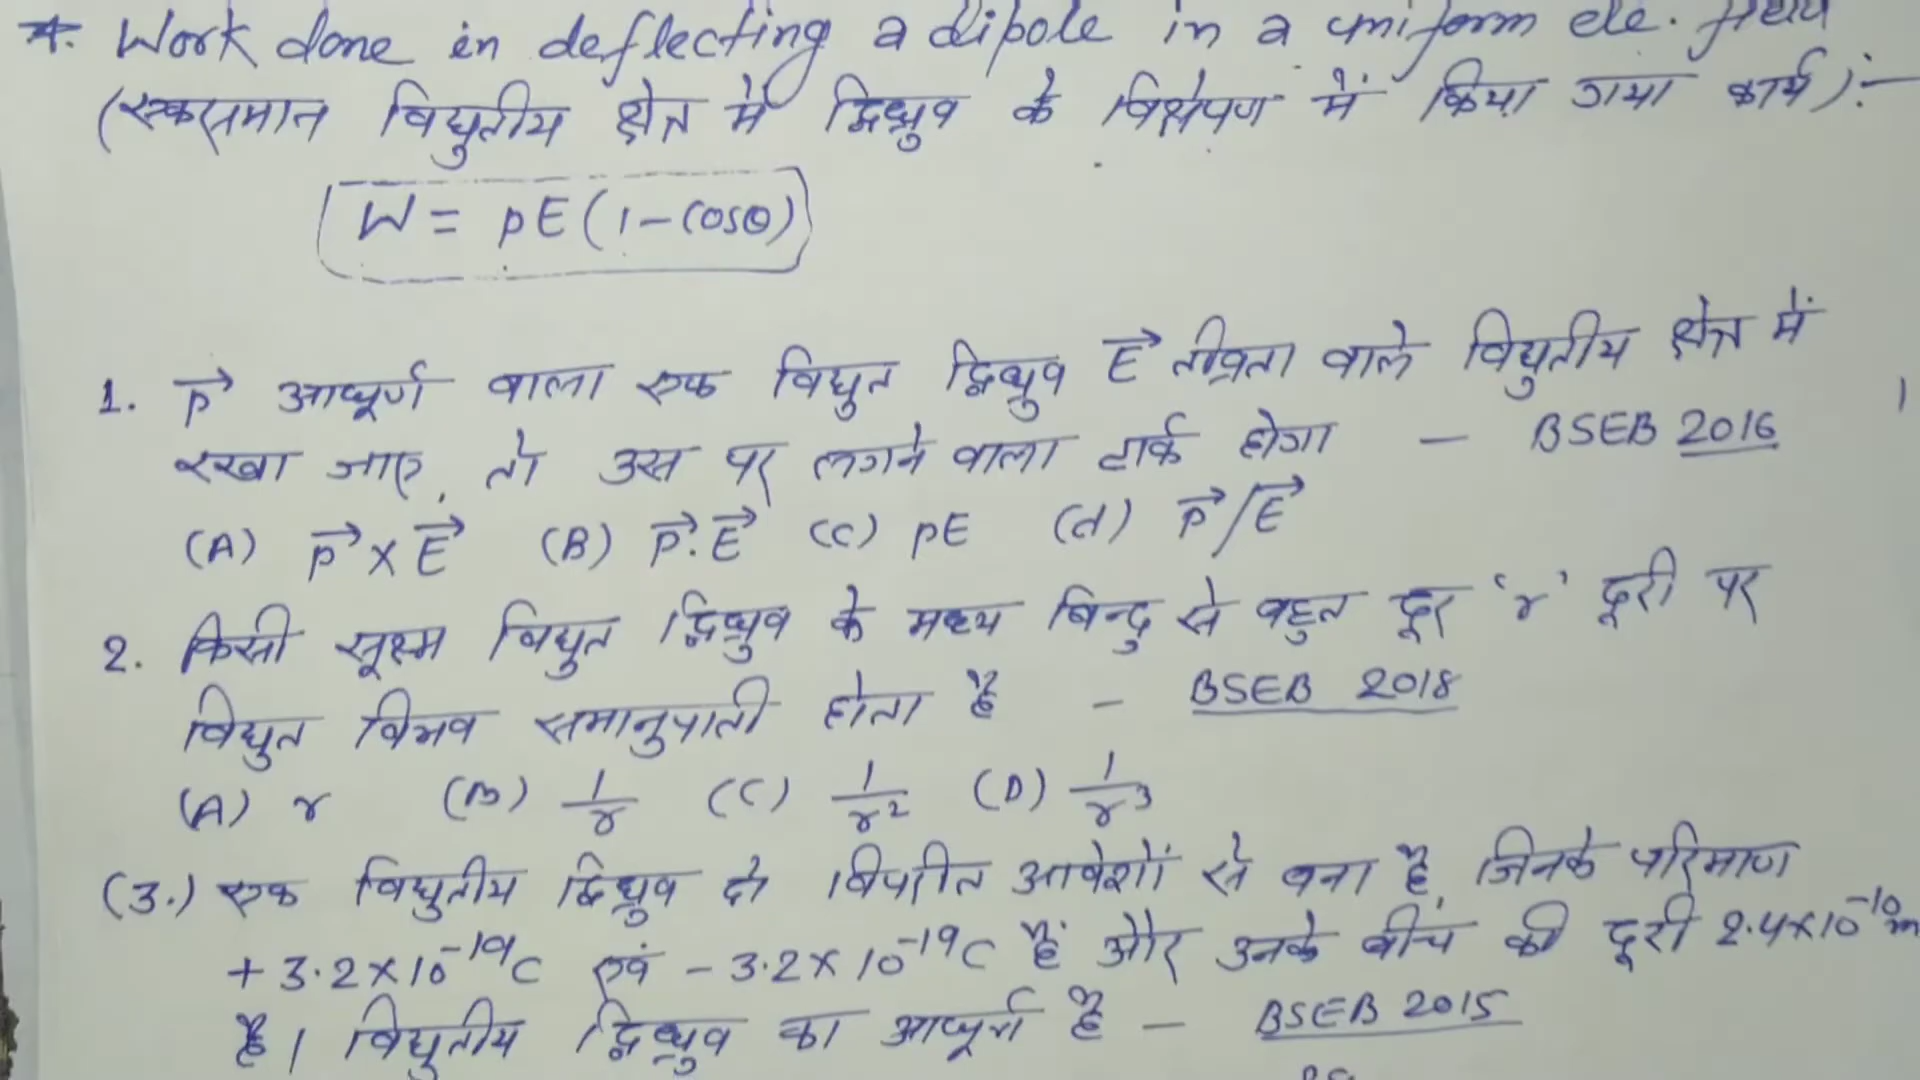 *. Work done in deflecting a dipole in a uniform ele. field
(एकसमान विद्युतीय क्षेत्र में द्विध्रुव के विक्षेपण में किया गया कार्य):-
W = pE(1-cosθ)
1. p⃗ आघूर्ण वाला एक विद्युत द्विध्रुव E⃗ तीव्रता वाले विद्युतीय क्षेत्र में
रखा जाए, तो उस पर लगने वाला टार्क होगा — BSEB 2016
(A) p⃗ × E⃗ (B) p⃗.E⃗ (C) pE (d) p⃗/E⃗
2. किसी सूक्ष्म विद्युत द्विध्रुव के मध्य बिन्दु से बहुत दूर 'r' दूरी पर
विद्युत विभव समानुपाती होता है - BSEB 2018
(A) r (B) 1/r (C) 1/r² (D) 1/r³
(3.) एक विद्युतीय द्विध्रुव दो विपरीत आवेशों से बना है, जिनके परिमाण
+3.2×10⁻¹⁹C एवं -3.2×10⁻¹⁹C हैं और उनके बीच की दूरी 2.4×10⁻¹⁰m
है। विद्युतीय द्विध्रुव का आघूर्ण है - BSEB 2015